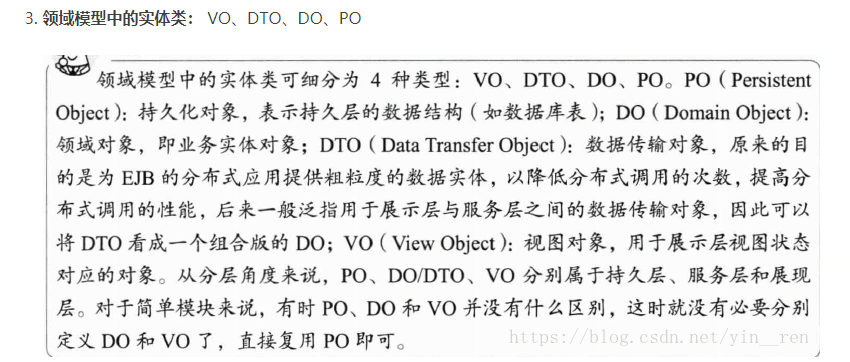 3. 领域模型中的实体类： VO、DTO、DO、PO
领域模型中的实体类可细分为 4 种类型：VO、DTO、DO、PO。PO（Persistent
Object）：持久化对象，表示持久层的数据结构（如数据库表）；DO（Domain Object）：
领域对象，即业务实体对象；DTO（Data Transfer Object）：数据传输对象，原来的目
的是为 EJB 的分布式应用提供粗粒度的数据实体，以降低分布式调用的次数，提高分
布式调用的性能，后来一般泛指用于展示层与服务层之间的数据传输对象，因此可以
将 DTO 看成一个组合版的 DO；VO（View Object）：视图对象，用于展示层视图状态
对应的对象。从分层角度来说，PO、DO/DTO、VO 分别属于持久层、服务层和展现
层。对于简单模块来说，有时 PO、DO 和 VO 并没有什么区别，这时就没有必要分别
定义 DO 和 VO 了，直接复用 PO 即可。
https://blog.csdn.net/yin__ren